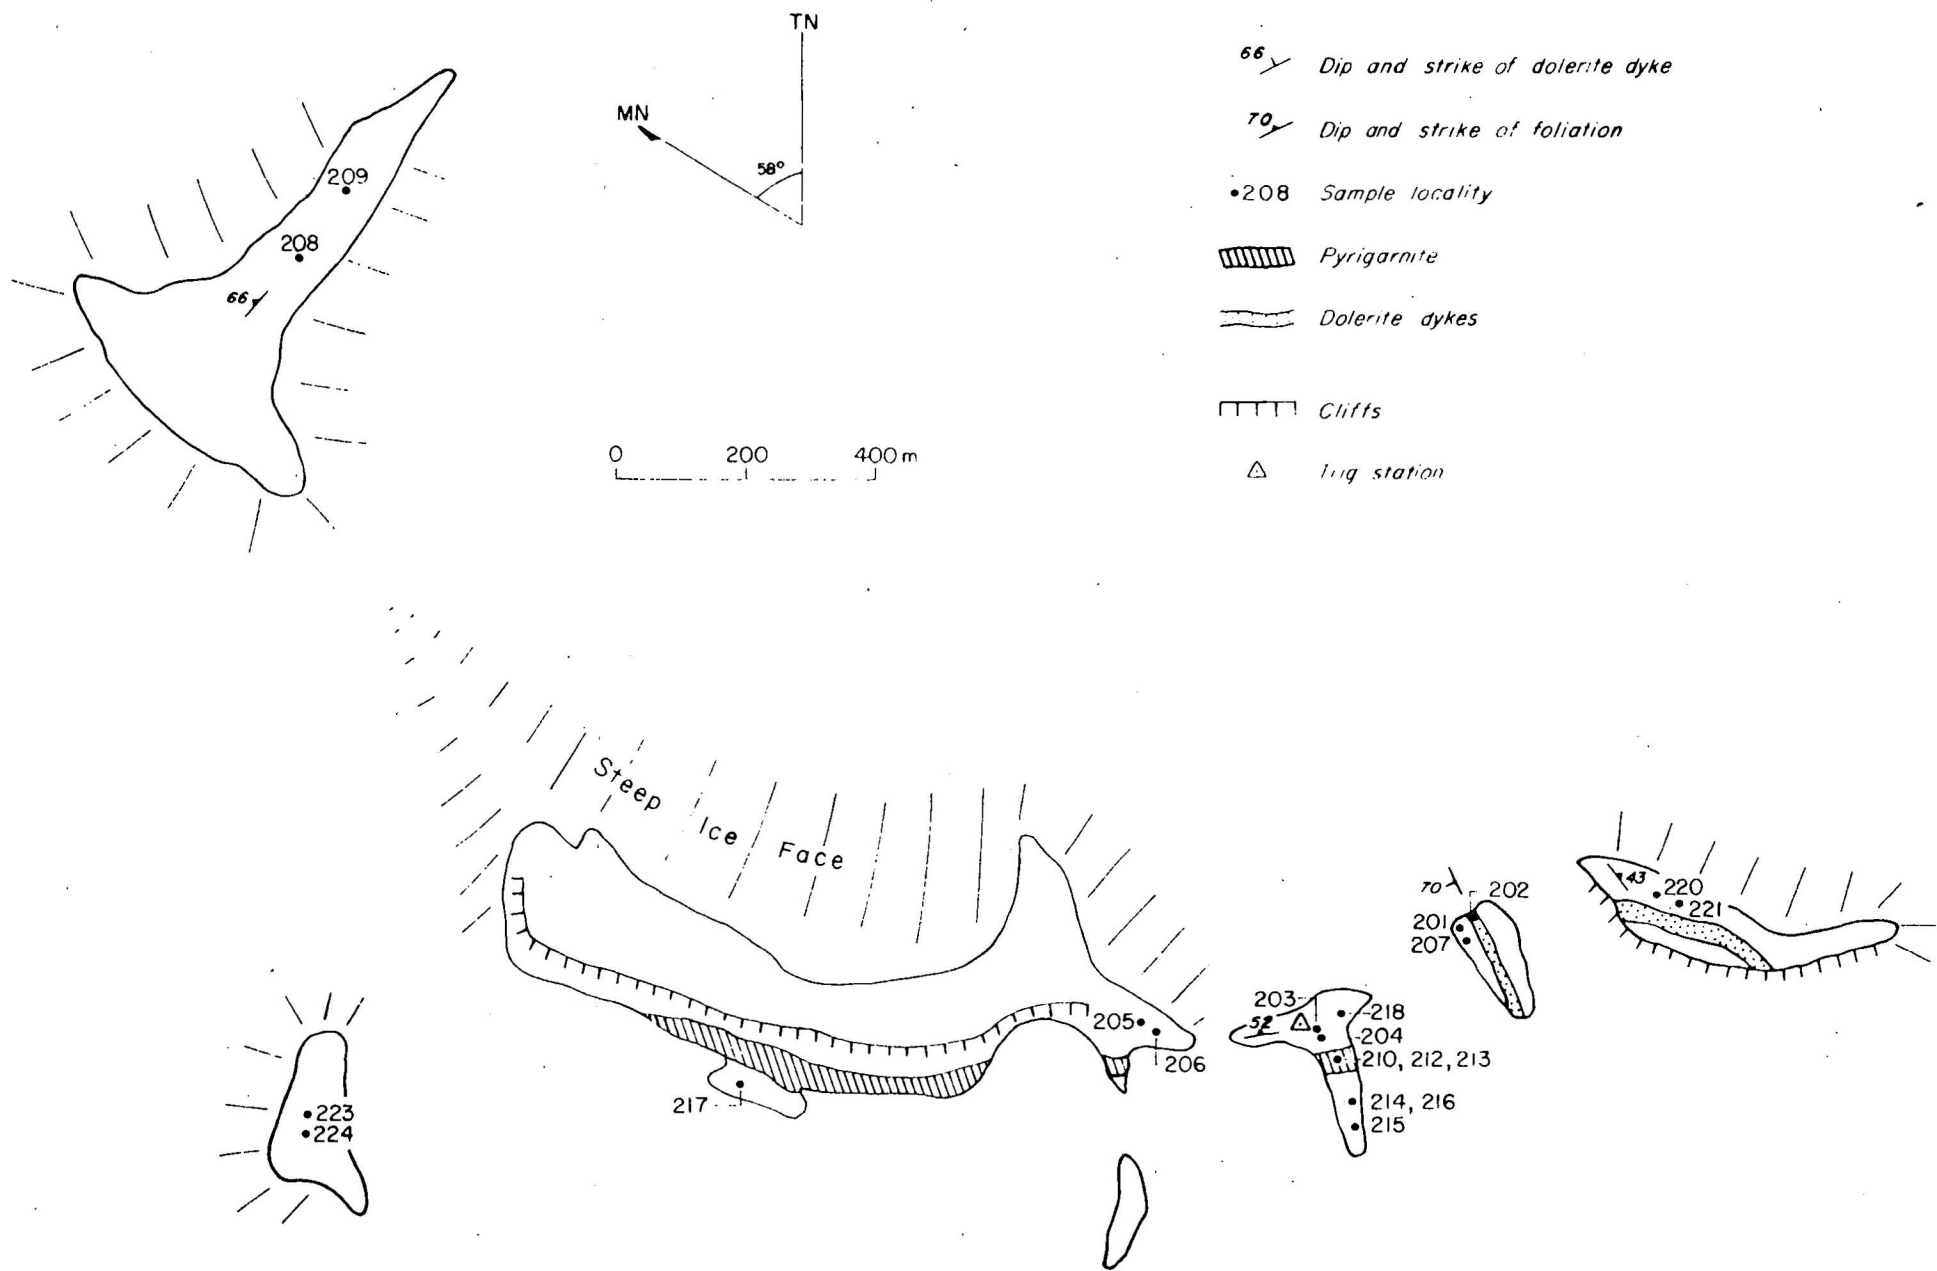 TN
MN
58°
66 Dip and strike of dolerite dyke
70 Dip and strike of foliation
208 Sample locality
Pyrigarnite
Dolerite dykes
Cliffs
Trig station
0 200 400 m
209
208
66
Steep Ice Face
43
220
221
70
202
201
207
203
218
52
204
205
206
210, 212, 213
217
214, 216
215
223
224